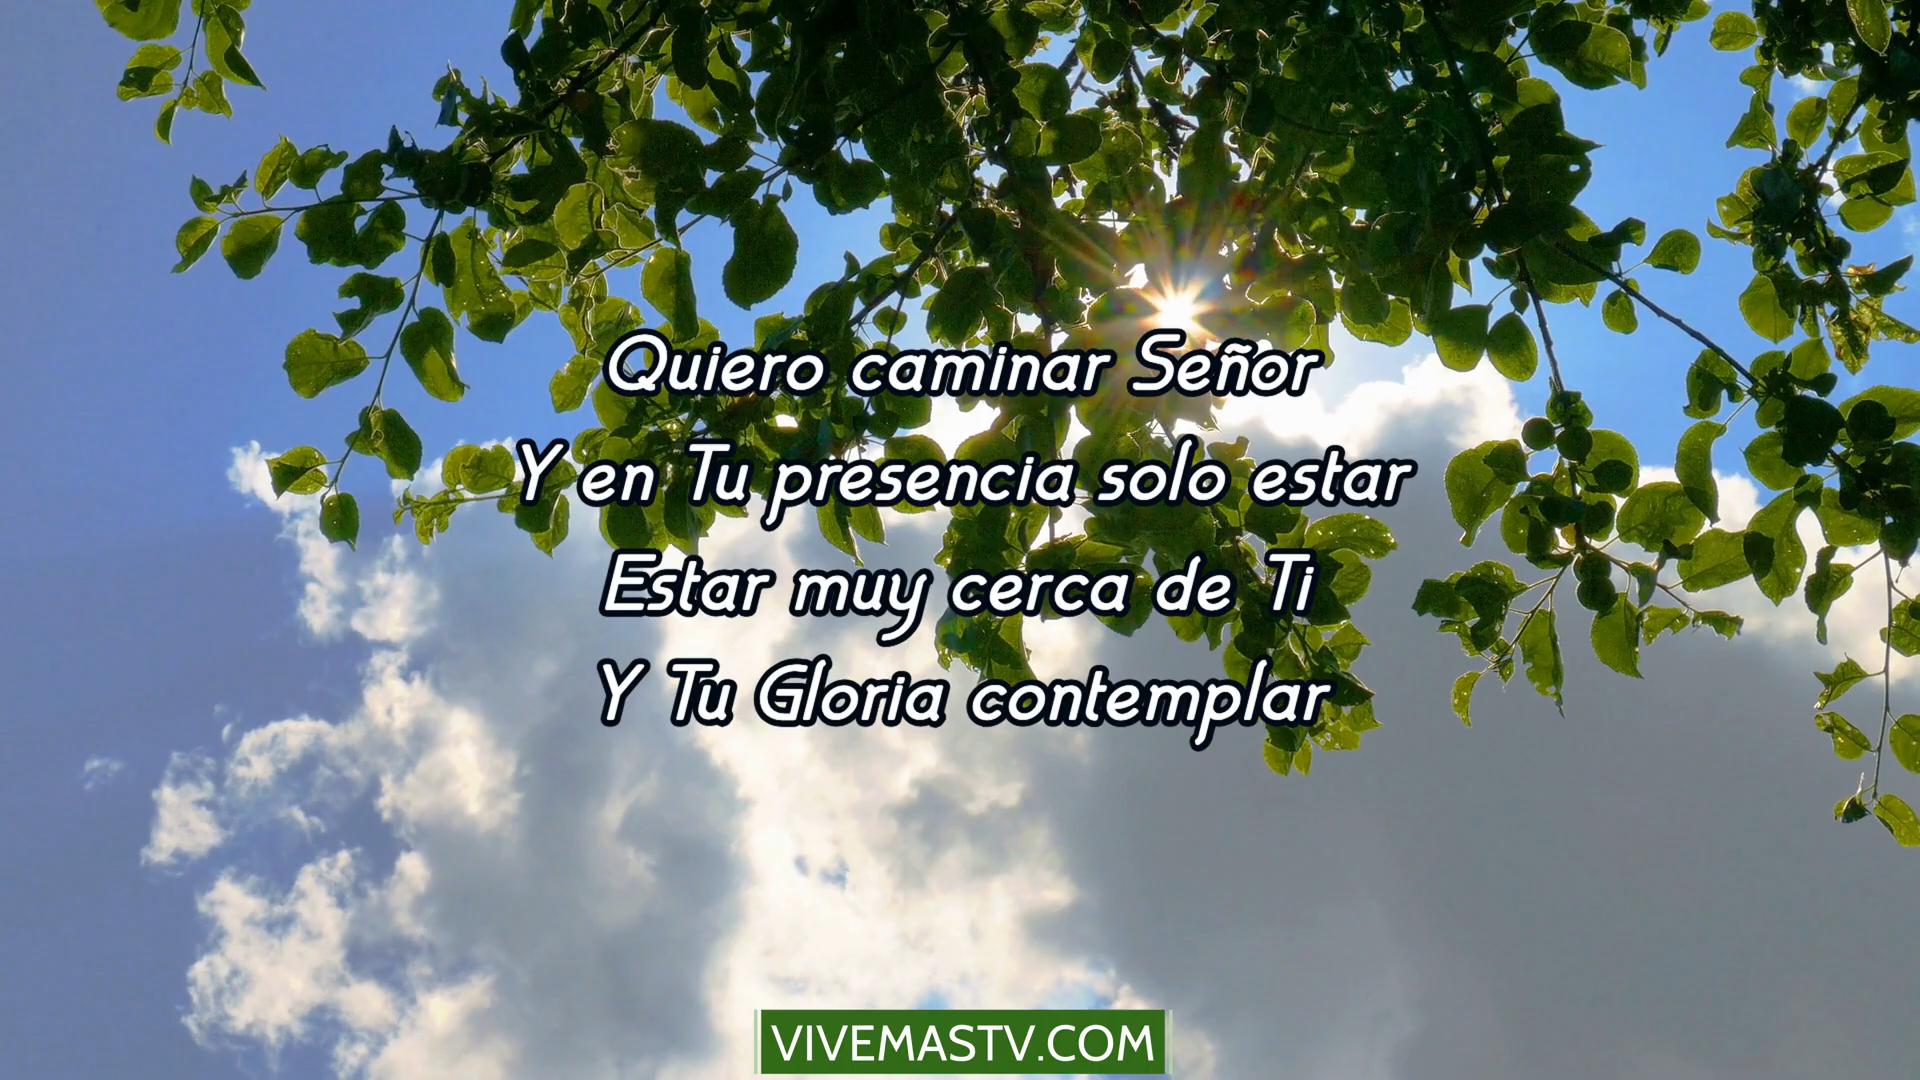 Quiero caminar Señor
Y en Tu presencia solo estar
Estar muy cerca de Ti
Y Tu Gloria contemplar
VIVEMASTV.COM